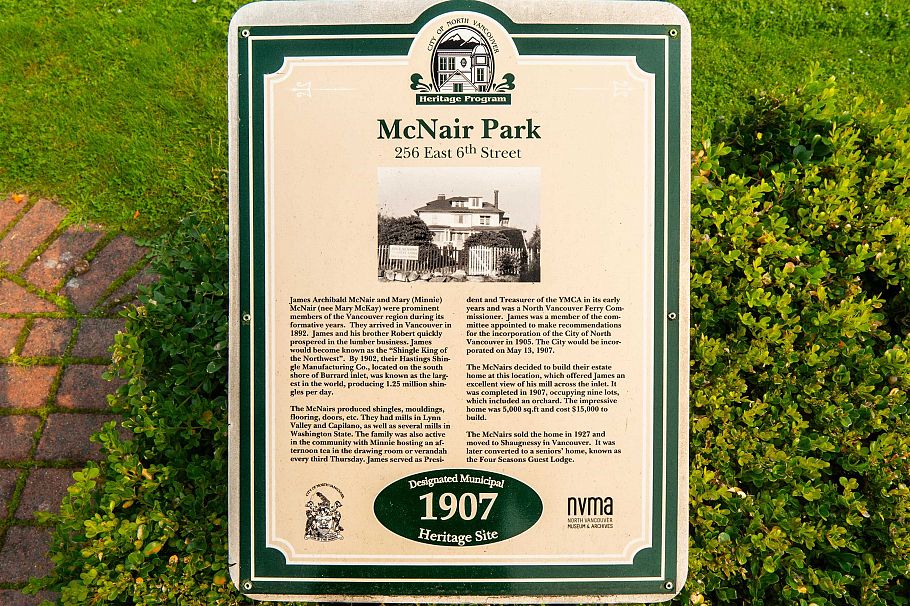 CITY OF NORTH VANCOUVER
Heritage Program
McNair Park
256 East 6th Street
James Archibald McNair and Mary (Minnie)
McNair (nee Mary McKay) were prominent
members of the Vancouver region during its
formative years. They arrived in Vancouver in
1892. James and his brother Robert quickly
prospered in the lumber business. James
would become known as the "Shingle King of
the Northwest". By 1902, their Hastings Shin-
gle Manufacturing Co., located on the south
shore of Burrard inlet, was known as the larg-
est in the world, producing 1.25 million shin-
gles per day.
The McNairs produced shingles, mouldings,
flooring, doors, etc. They had mills in Lynn
Valley and Capilano, as well as several mills in
Washington State. The family was also active
in the community with Minnie hosting an af-
ternoon tea in the drawing room or verandah
every third Thursday. James served as Presi-
dent and Treasurer of the YMCA in its early
years and was a North Vancouver Ferry Com-
missioner. James was a member of the com-
mittee appointed to make recommendations
for the incorporation of the City of North
Vancouver in 1905. The City would be incor-
porated on May 13, 1907.
The McNairs decided to build their estate
home at this location, which offered James an
excellent view of his mill across the inlet. It
was completed in 1907, occupying nine lots,
which included an orchard. The impressive
home was 5,000 sq.ft and cost $15,000 to
build.
The McNairs sold the home in 1927 and
moved to Shaugnessy in Vancouver. It was
later converted to a seniors' home, known as
the Four Seasons Guest Lodge.
CITY OF NORTH VANCOUVER
Designated Municipal
1907
Heritage Site
nvma
NORTH VANCOUVER
MUSEUM & ARCHIVES